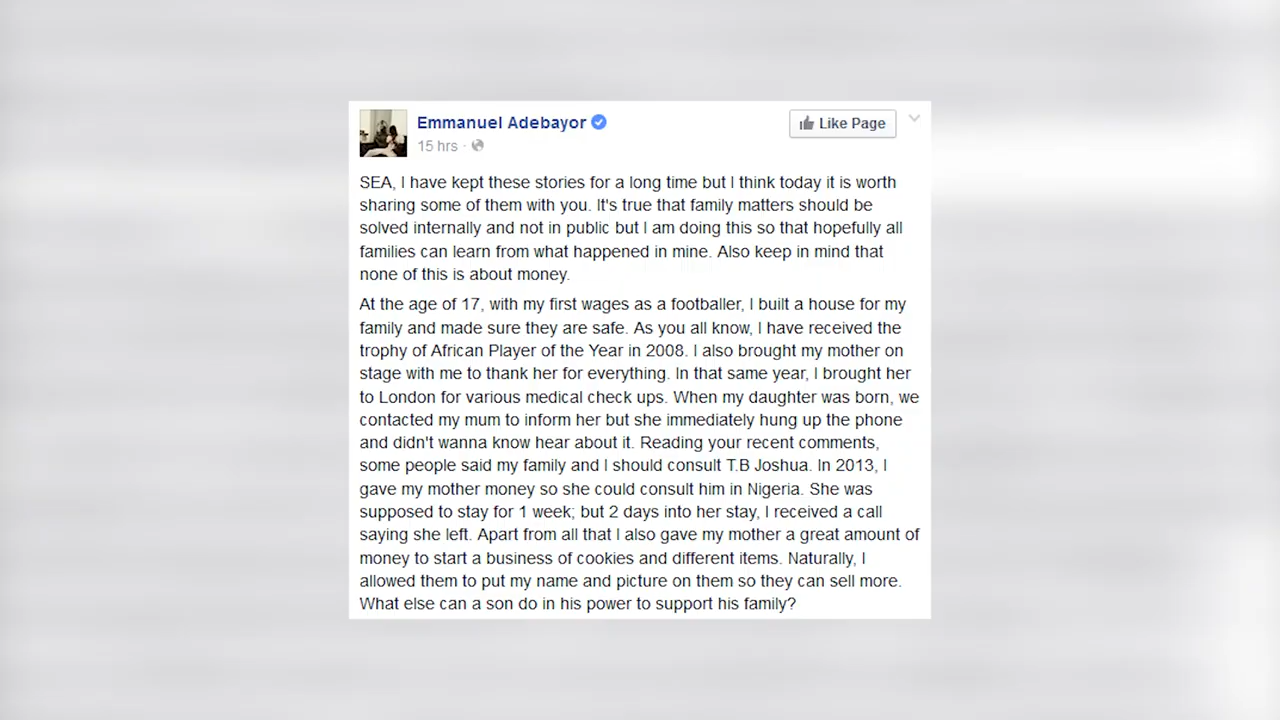 Emmanuel Adebayor
Like Page
15 hrs ·
SEA, I have kept these stories for a long time but I think today it is worth
sharing some of them with you. It's true that family matters should be
solved internally and not in public but I am doing this so that hopefully all
families can learn from what happened in mine. Also keep in mind that
none of this is about money.
At the age of 17, with my first wages as a footballer, I built a house for my
family and made sure they are safe. As you all know, I have received the
trophy of African Player of the Year in 2008. I also brought my mother on
stage with me to thank her for everything. In that same year, I brought her
to London for various medical check ups. When my daughter was born, we
contacted my mum to inform her but she immediately hung up the phone
and didn't wanna know hear about it. Reading your recent comments,
some people said my family and I should consult T.B Joshua. In 2013, I
gave my mother money so she could consult him in Nigeria. She was
supposed to stay for 1 week; but 2 days into her stay, I received a call
saying she left. Apart from all that I also gave my mother a great amount of
money to start a business of cookies and different items. Naturally, I
allowed them to put my name and picture on them so they can sell more.
What else can a son do in his power to support his family?